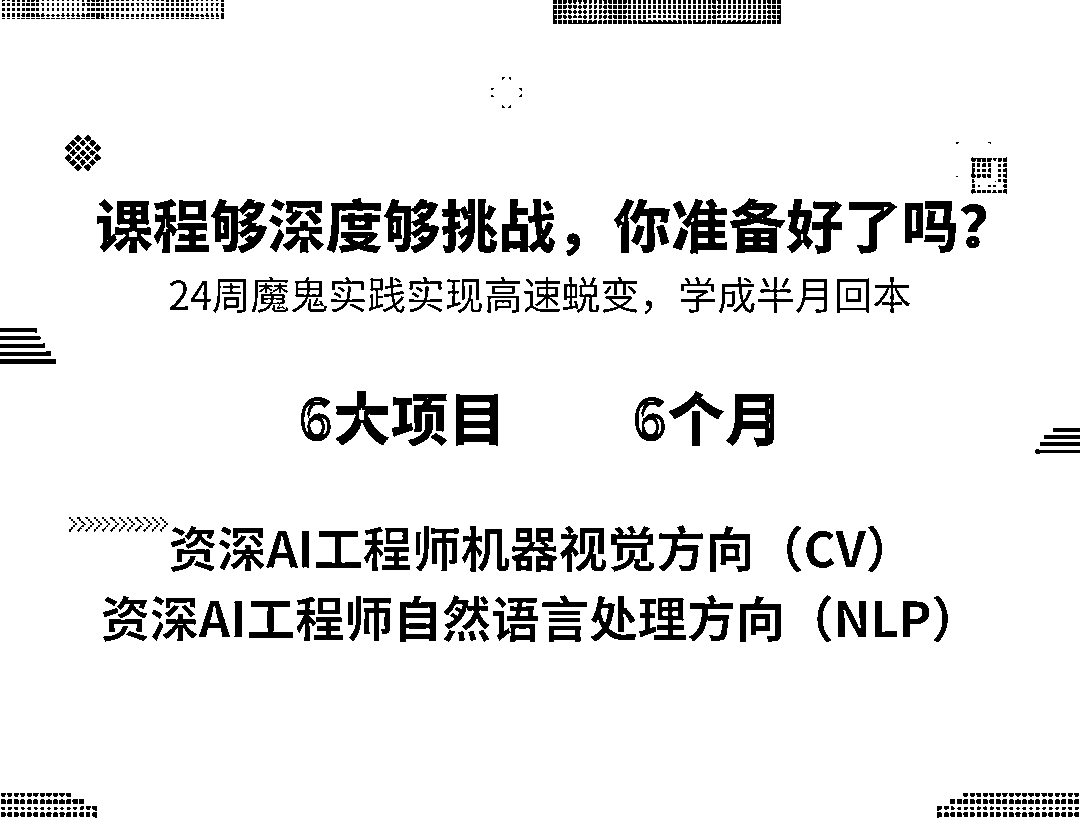 课程够深度够挑战，你准备好了吗？
24周魔鬼实践实现高速蜕变，学成半月回本
6大项目 6个月
资深AI工程师机器视觉方向（CV）
资深AI工程师自然语言处理方向（NLP）